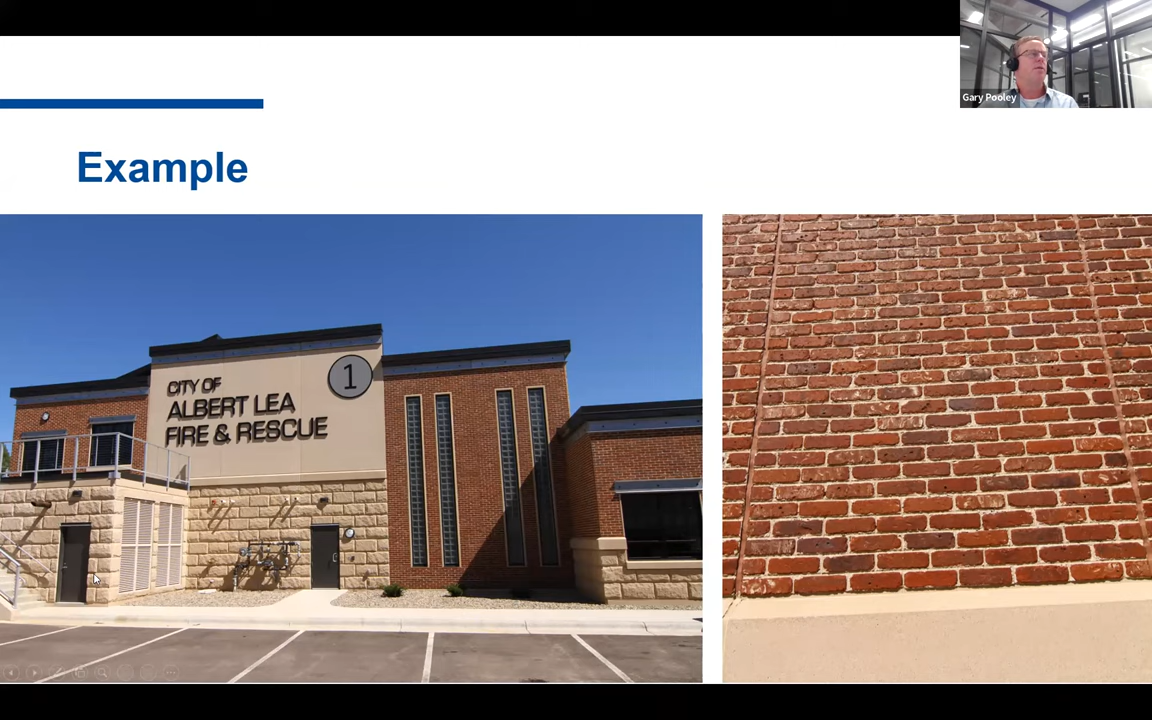 Gary Pooley
Example
CITY OF
ALBERT LEA
FIRE & RESCUE
1